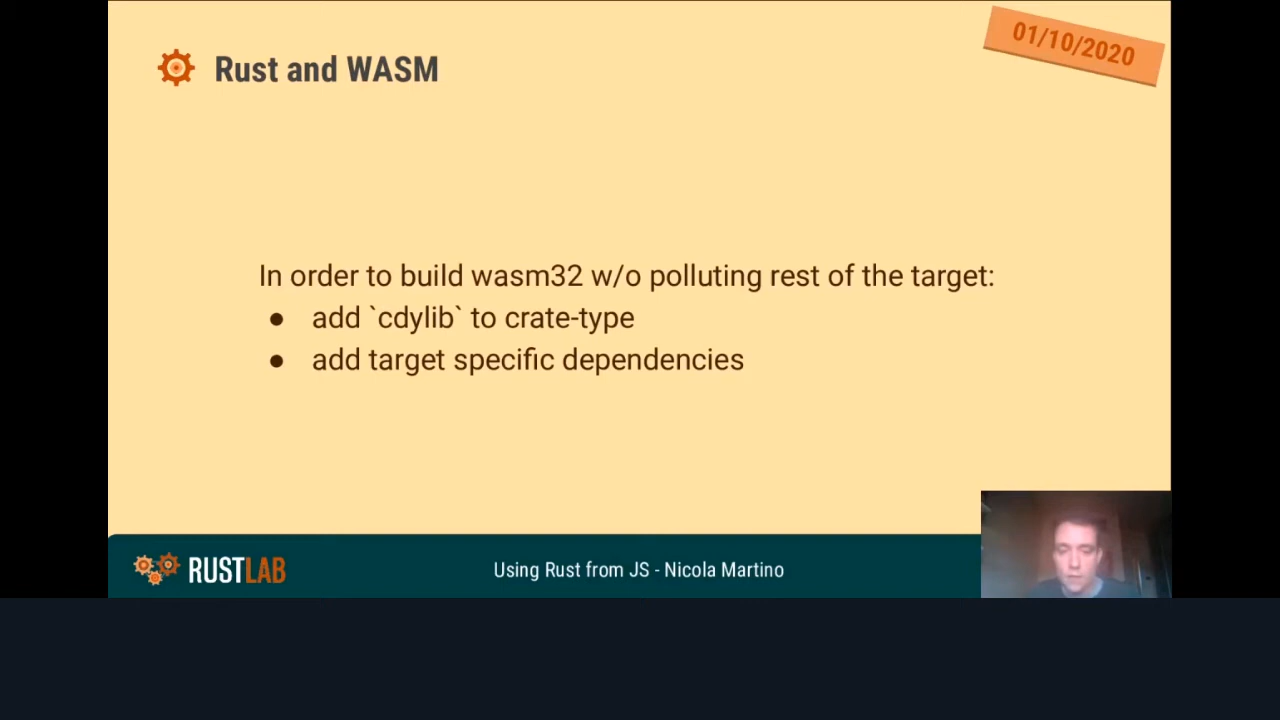 01/10/2020
Rust and WASM
In order to build wasm32 w/o polluting rest of the target:
● add `cdylib` to crate-type
● add target specific dependencies
RUSTLAB
Using Rust from JS - Nicola Martino